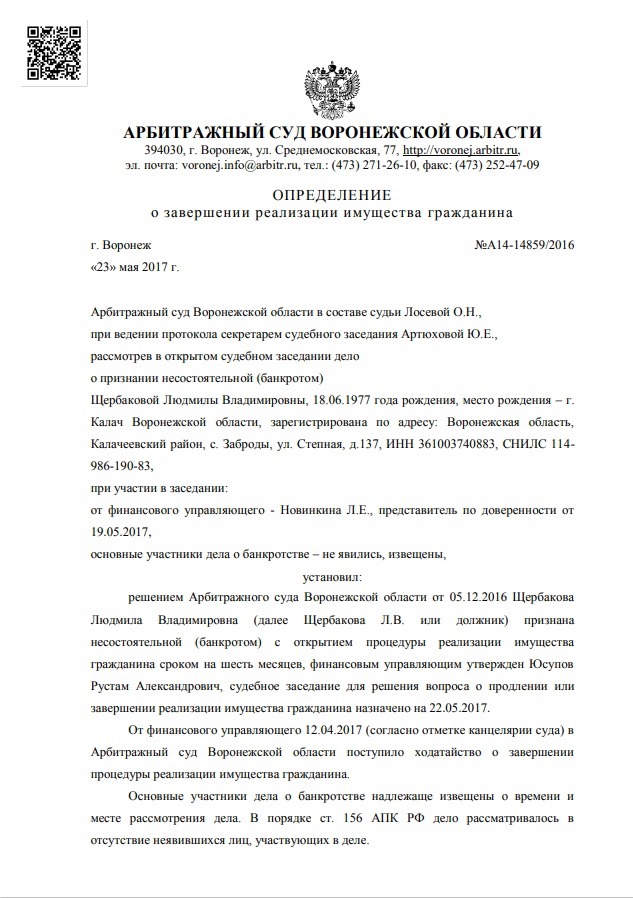 АРБИТРАЖНЫЙ СУД ВОРОНЕЖСКОЙ ОБЛАСТИ
394030, г. Воронеж, ул. Среднемосковская, 77, http://voronej.arbitr.ru,
эл. почта: voronej.info@arbitr.ru, тел.: (473) 271-26-10, факс: (473) 252-47-09
ОПРЕДЕЛЕНИЕ
о завершении реализации имущества гражданина
г. Воронеж №А14-14859/2016
«23» мая 2017 г.
Арбитражный суд Воронежской области в составе судьи Лосевой О.Н.,
при ведении протокола секретарем судебного заседания Артюховой Ю.Е.,
рассмотрев в открытом судебном заседании дело
о признании несостоятельной (банкротом)
Щербаковой Людмилы Владимировны, 18.06.1977 года рождения, место рождения – г.
Калач Воронежской области, зарегистрирована по адресу: Воронежская область,
Калачеевский район, с. Заброды, ул. Степная, д.137, ИНН 361003740883, СНИЛС 114-
986-190-83,
при участии в заседании:
от финансового управляющего - Новинкина Л.Е., представитель по доверенности от
19.05.2017,
основные участники дела о банкротстве – не явились, извещены,
установил:
решением Арбитражного суда Воронежской области от 05.12.2016 Щербакова
Людмила Владимировна (далее Щербакова Л.В. или должник) признана
несостоятельной (банкротом) с открытием процедуры реализации имущества
гражданина сроком на шесть месяцев, финансовым управляющим утвержден Юсупов
Рустам Александрович, судебное заседание для решения вопроса о продлении или
завершении реализации имущества гражданина назначено на 22.05.2017.
От финансового управляющего 12.04.2017 (согласно отметке канцелярии суда) в
Арбитражный суд Воронежской области поступило ходатайство о завершении
процедуры реализации имущества гражданина.
Основные участники дела о банкротстве надлежаще извещены о времени и
месте рассмотрения дела. В порядке ст. 156 АПК РФ дело рассматривалось в
отсутствие неявившихся лиц, участвующих в деле.